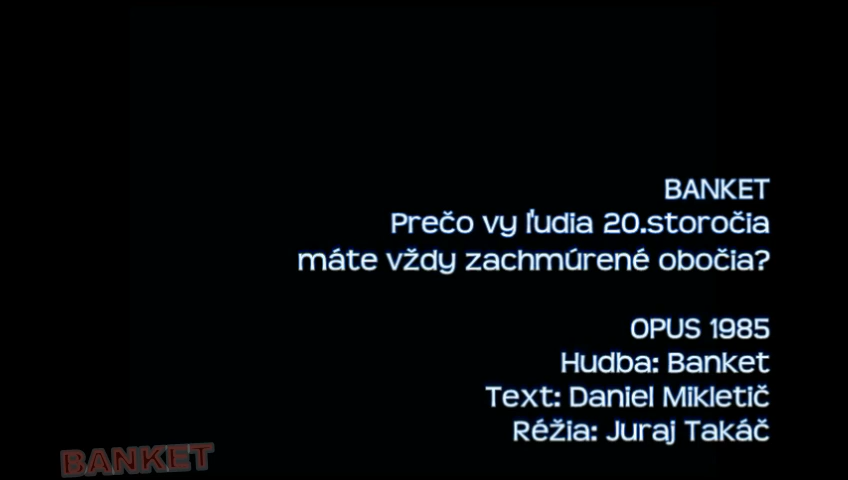 BANKET
Prečo vy ľudia 20.storočia
máte vždy zachmúrené obočia?
OPUS 1985
Hudba: Banket
Text: Daniel Mikletič
Réžia: Juraj Takáč
BANKET